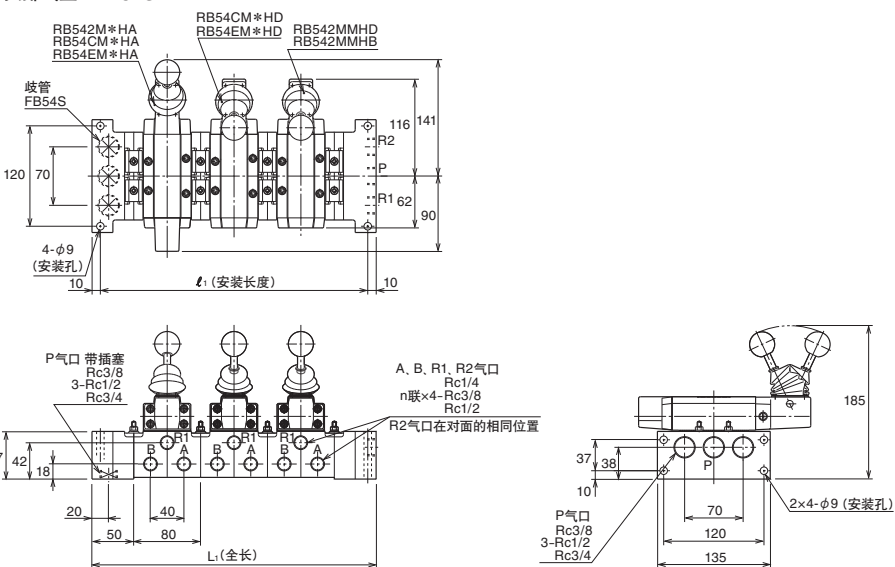 RB542M＊HA
RB54CM＊HA
RB54EM＊HA
RB54CM＊HD
RB54EM＊HD
RB542MMHD
RB542MMHB
歧管
FB54S
R2
P
R1
116
141
62
90
120
70
4-φ9
(安装孔)
10
ℓ1 (安装长度)
10
P气口 带插塞
Rc3/8
3-Rc1/2
Rc3/4
A、B、R1、R2气口
Rc1/4
n联×4-Rc3/8
Rc1/2
R2气口在对面的相同位置
R1 R1 R1
B A B A B A
42
18
20
40
50
80
L1(全长)
185
37
38
10
P
P气口
Rc3/8
3-Rc1/2
Rc3/4
2×4-φ9 (安装孔)
70
120
135